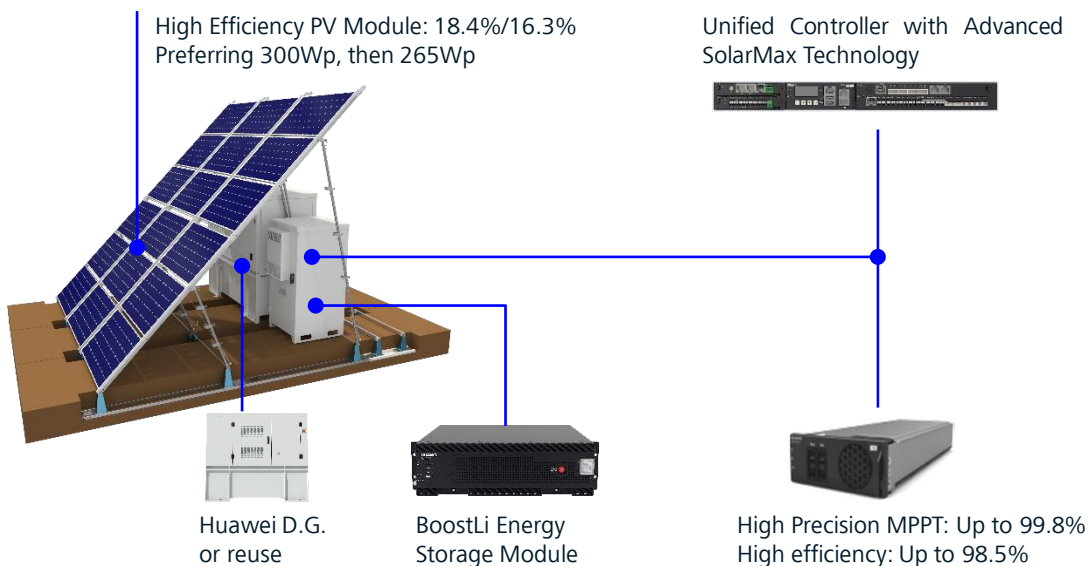 High Efficiency PV Module: 18.4%/16.3%
Preferring 300Wp, then 265Wp
Unified Controller with Advanced
SolarMax Technology
Huawei D.G.
or reuse
BoostLi Energy
Storage Module
High Precision MPPT: Up to 99.8%
High efficiency: Up to 98.5%